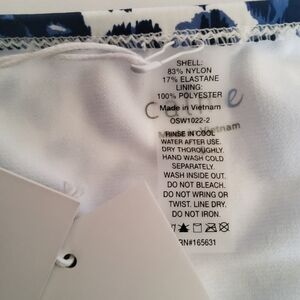 SHELL:
83% NYLON
17% ELASTANE
LINING:
100% POLYESTER
Made in Vietnam
OSW1022-2
RINSE IN COOL
WATER AFTER USE.
DRY THOROUGHLY.
HAND WASH COLD
SEPARATELY.
WASH INSIDE OUT.
DO NOT BLEACH.
DO NOT WRING OR
TWIST. LINE DRY.
DO NOT IRON.
RN#165631